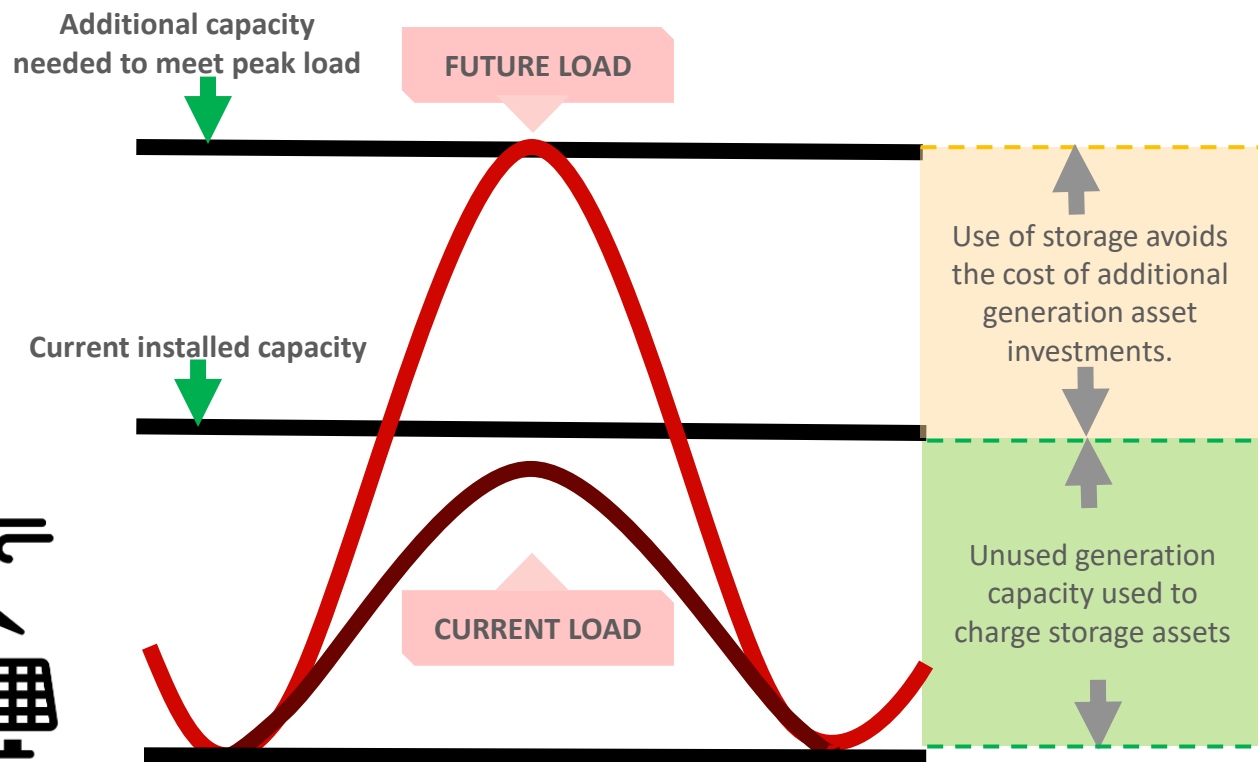 Additional capacity
needed to meet peak load
FUTURE LOAD
Use of storage avoids
the cost of additional
generation asset
investments.
Current installed capacity
CURRENT LOAD
Unused generation
capacity used to
charge storage assets